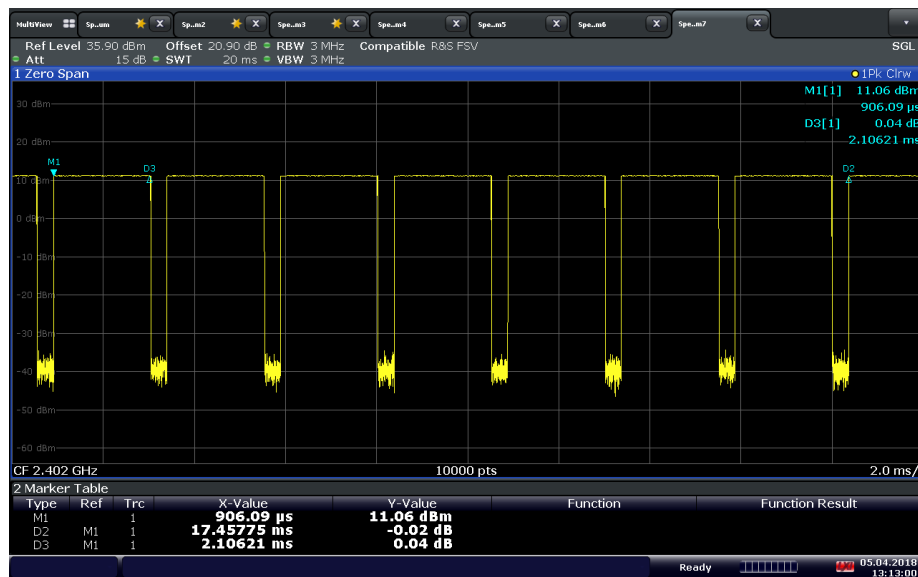 MultiView Sp..um X Sp..m2 X Spe..m3 X Spe..m4 X Spe..m5 X Spe..m6 X Spe..m7 X
Ref Level 35.90 dBm Offset 20.90 dB RBW 3 MHz Compatible R&S FSV SGL
Att 15 dB SWT 20 ms VBW 3 MHz
1 Zero Span 1Pk Clrw
M1[1] 11.06 dBm
906.09 µs
D3[1] 0.04 dB
2.10621 ms
30 dBm
20 dBm
M1 D3 D2
10 dBm
0 dBm
-10 dBm
-20 dBm
-30 dBm
-40 dBm
-50 dBm
-60 dBm
CF 2.402 GHz 10000 pts 2.0 ms/
2 Marker Table
Type Ref Trc X-Value Y-Value Function Function Result
M1 1 906.09 µs 11.06 dBm
D2 M1 1 17.45775 ms -0.02 dB
D3 M1 1 2.10621 ms 0.04 dB
Ready 05.04.2018
13:13:00